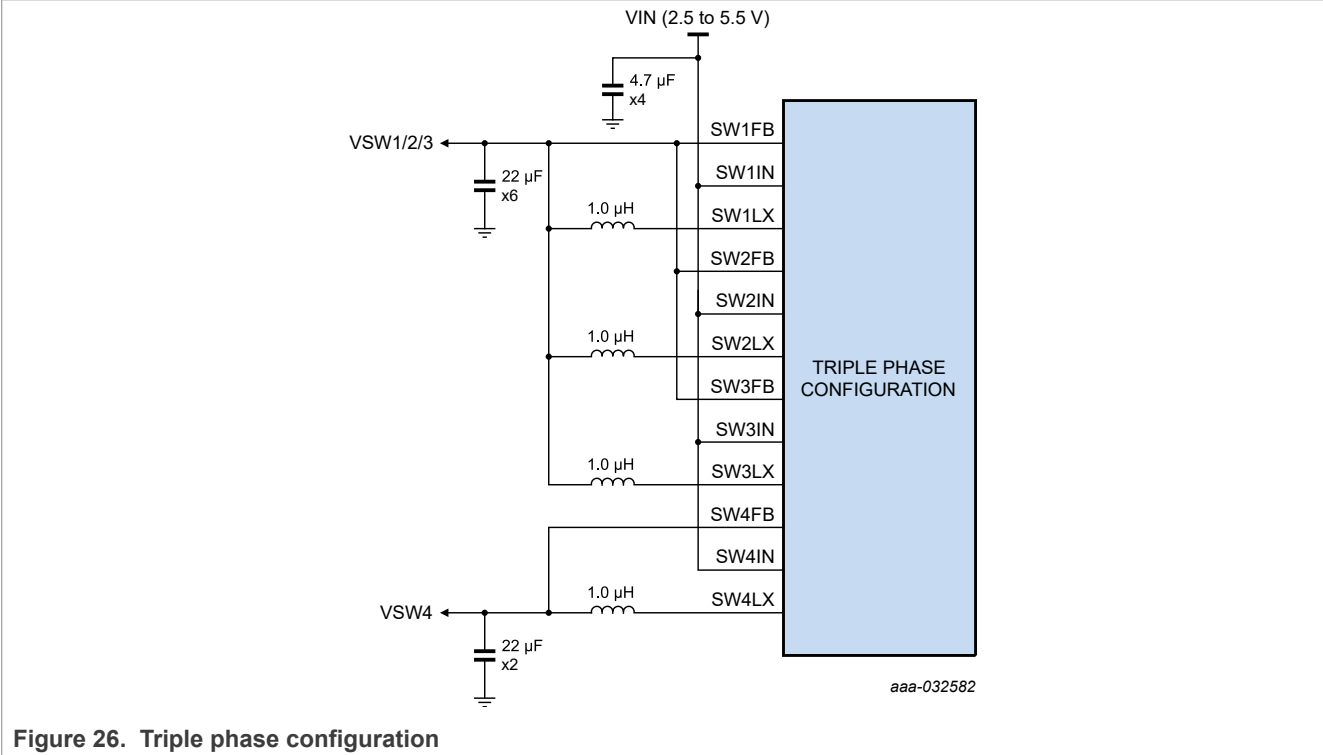 VIN (2.5 to 5.5 V)
4.7 µF
x4
SW1FB
VSW1/2/3
SW1IN
22 µF
x6
1.0 µH
SW1LX
SW2FB
SW2IN
1.0 µH
SW2LX
TRIPLE PHASE
CONFIGURATION
SW3FB
SW3IN
1.0 µH
SW3LX
SW4FB
SW4IN
1.0 µH
SW4LX
VSW4
22 µF
x2
aaa-032582
Figure 26. Triple phase configuration